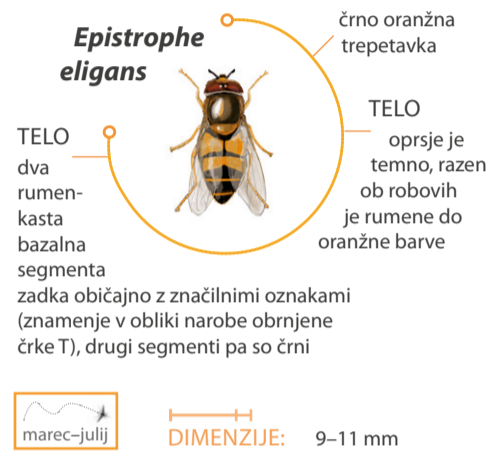 Epistrophe
eligans
črno oranžna
trepetavka
TELO
oprsje je
temno, razen
ob robovih
je rumene do
oranžne barve
TELO
dva
rumen-
kasta
bazalna
segmenta
zadka običajno z značilnimi oznakami
(znamenje v obliki narobe obrnjene
črke T), drugi segmenti pa so črni
marec–julij
DIMENZIJE: 9–11 mm